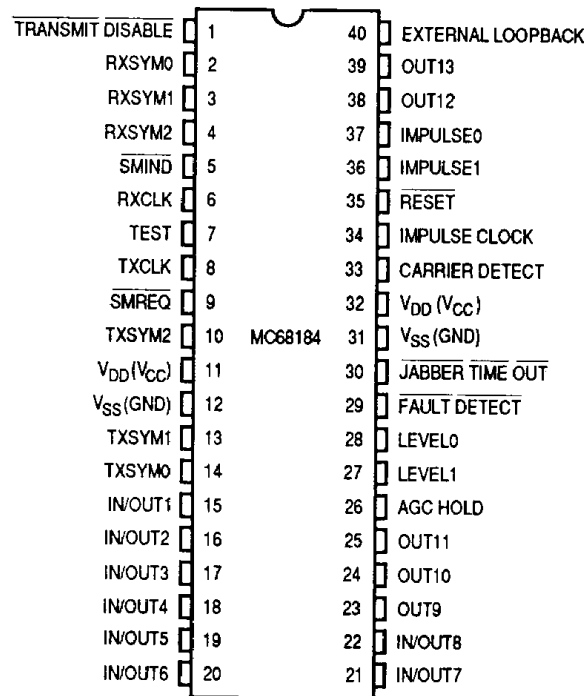 TRANSMIT DISABLE 1 40 EXTERNAL LOOPBACK
RXSYM0 2 39 OUT13
RXSYM1 3 38 OUT12
RXSYM2 4 37 IMPULSE0
SMIND 5 36 IMPULSE1
RXCLK 6 35 RESET
TEST 7 34 IMPULSE CLOCK
TXCLK 8 33 CARRIER DETECT
SMREQ 9 32 VDD (VCC)
TXSYM2 10 MC68184 31 VSS (GND)
VDD(VCC) 11 30 JABBER TIME OUT
VSS(GND) 12 29 FAULT DETECT
TXSYM1 13 28 LEVEL0
TXSYM0 14 27 LEVEL1
IN/OUT1 15 26 AGC HOLD
IN/OUT2 16 25 OUT11
IN/OUT3 17 24 OUT10
IN/OUT4 18 23 OUT9
IN/OUT5 19 22 IN/OUT8
IN/OUT6 20 21 IN/OUT7